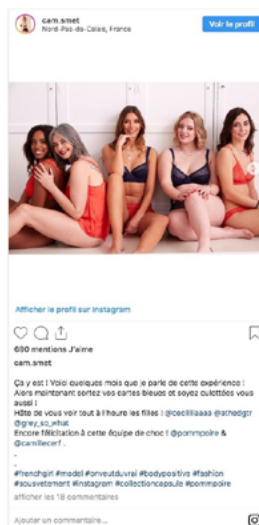 cam.smet
Nord-Pas-de-Calais, France
Voir le profil
Afficher le profil sur Instagram
690 mentions J'aime
cam.smet
Ça y est ! Voici quelques mois que je parle de cette expérience !
Alors maintenant sortez vos cartes bleues et soyez culottées vous
aussi !
Hâte de vous voir tout à l'heure les filles !
@grey_so_what
Encore félicitation à cette équipe de choc ! @pommpoire &
@camillecerf .
.
.
#frenchgirl #model #onveutduvrai #bodypositive #fashion
#sousvetement #instagram #collectioncapsule #pommpoire
afficher les 18 commentaires
Ajouter un commentaire...